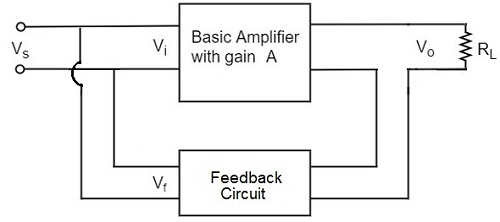 Vs
Vi
Basic Amplifier
with gain A
Vo
RL
Vf
Feedback
Circuit